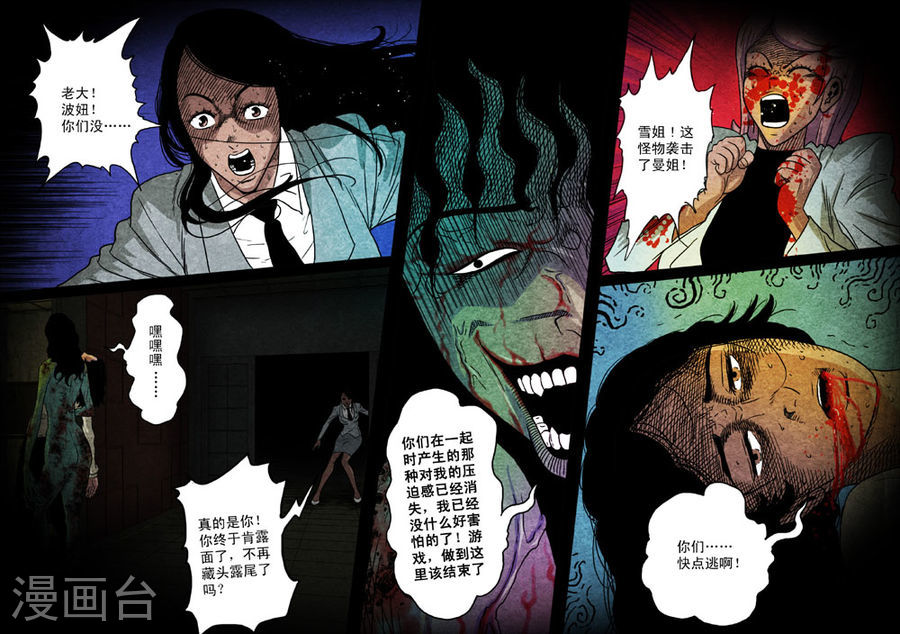 老大！
波妞！
你们没……
雪姐！这
怪物袭击
了曼姐！
嘿
嘿
嘿
……
真的是你！
你终于肯露
面了，不再
藏头露尾了
吗？
你们在一起
时产生的那
种对我的压
迫感已经消
失，我已经
没什么好害
怕的了！游
戏，做到这
里该结束了
你们……
快点逃啊！
漫画台